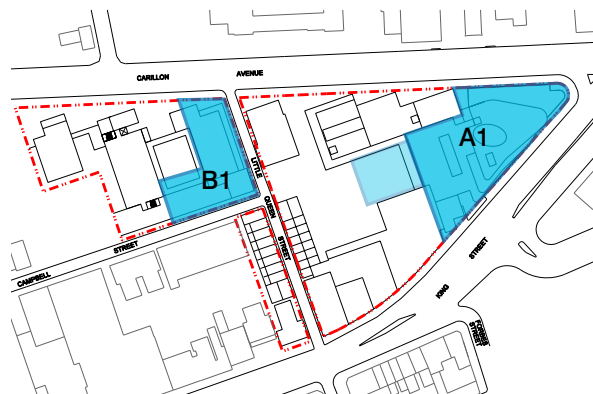 CARILLON AVENUE
A1
LITTLE
B1
QUEEN
STREET
STREET
CAMPBELL
STREET
KING
FORBES
STREET